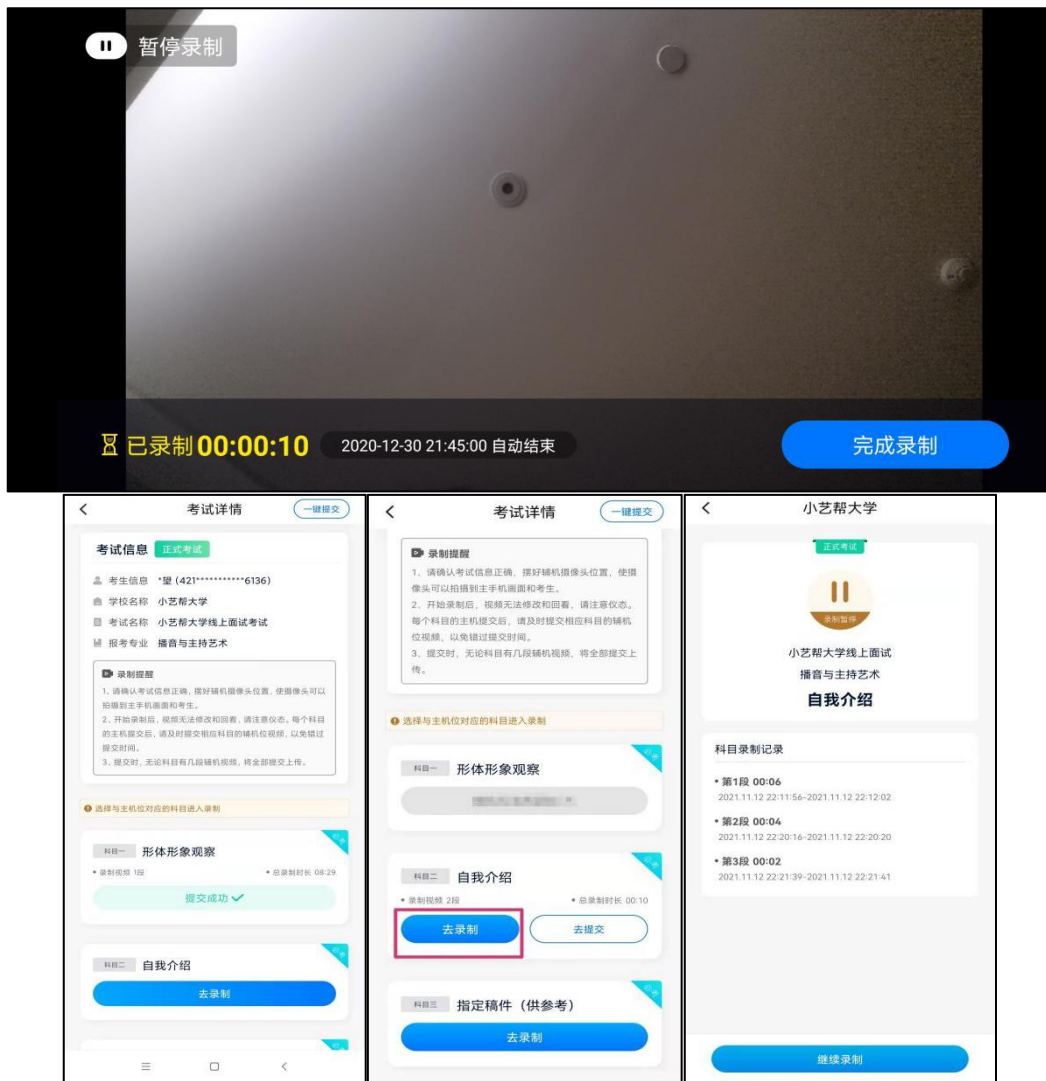 暂停录制
已录制 00:00:10 2020-12-30 21:45:00 自动结束 完成录制
考试详情 一键提交
考试信息 正式考试
考生信息 *望 (421***********6136)
学校名称 小艺帮大学
考试名称 小艺帮大学线上面试考试
报考专业 播音与主持艺术
录制提醒
1、请确认考试信息正确，摆好辅机摄像头位置，使摄像头可以
拍摄到主手机画面和考生。
2、开始录制后，视频无法修改和回看，请注意仪态。每个科目
的主机提交后，请及时提交相应科目的辅机位视频，以免错过
提交时间。
3、提交时，无论科目有几段辅机视频，将全部提交上传。
选择与主机位对应的科目进入录制
必考
科目一 形体形象观察
• 录制视频 1段 • 总录制时长 08:29
提交成功
必考
科目二 自我介绍
去录制
考试详情 一键提交
录制提醒
1、请确认考试信息正确，摆好辅机摄像头位置，使摄
像头可以拍摄到主手机画面和考生。
2、开始录制后，视频无法修改和回看，请注意仪态。
每个科目的主机提交后，请及时提交相应科目的辅机
位视频，以免错过提交时间。
3、提交时，无论科目有几段辅机视频，将全部提交上
传。
选择与主机位对应的科目进入录制
必考
科目一 形体形象观察
必考
科目二 自我介绍
• 录制视频 2段 • 总录制时长 00:10
去录制 去提交
必考
科目三 指定稿件（供参考）
去录制
小艺帮大学
正式考试
录制暂停
小艺帮大学线上面试
播音与主持艺术
自我介绍
科目录制记录
• 第1段 00:06
2021.11.12 22:11:56-2021.11.12 22:12:02
• 第2段 00:04
2021.11.12 22:20:16-2021.11.12 22:20:20
• 第3段 00:02
2021.11.12 22:21:39-2021.11.12 22:21:41
继续录制